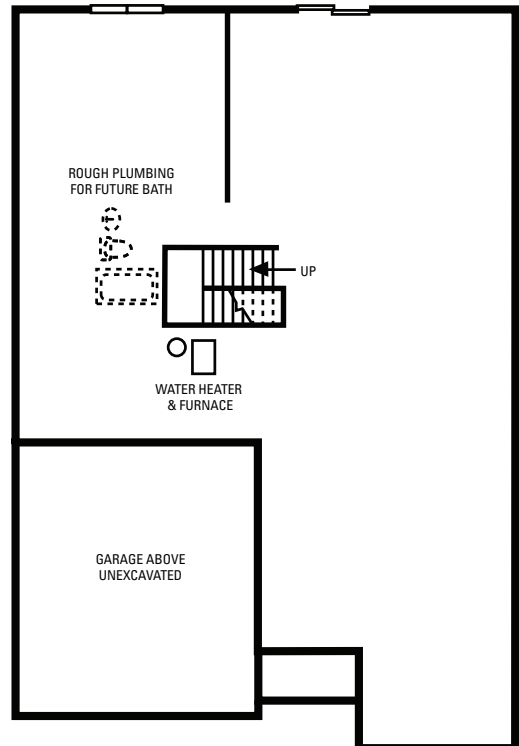 ROUGH PLUMBING
FOR FUTURE BATH
UP
WATER HEATER
& FURNACE
GARAGE ABOVE
UNEXCAVATED